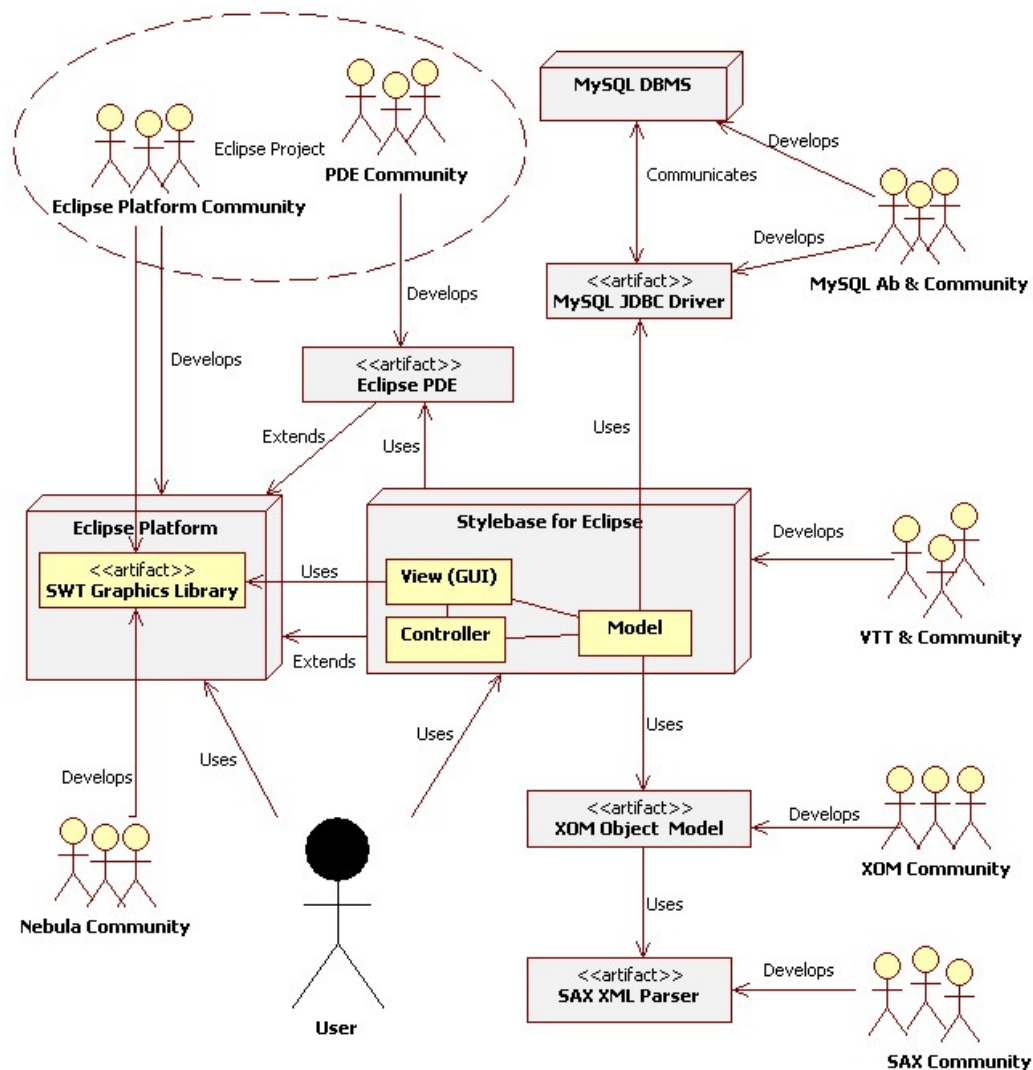 MySQL DBMS
Eclipse Project
PDE Community
Develops
Eclipse Platform Community
Communicates
Develops
<<artifact>>
MySQL JDBC Driver
MySQL Ab & Community
Develops
Develops
<<artifact>>
Eclipse PDE
Extends
Uses
Uses
Eclipse Platform
Stylebase for Eclipse
Develops
<<artifact>>
SWT Graphics Library
Uses
View (GUI)
Controller
Model
VTT & Community
Extends
Uses
Uses
Uses
Develops
<<artifact>>
XOM Object Model
Develops
XOM Community
Nebula Community
Uses
<<artifact>>
SAX XML Parser
Develops
User
SAX Community